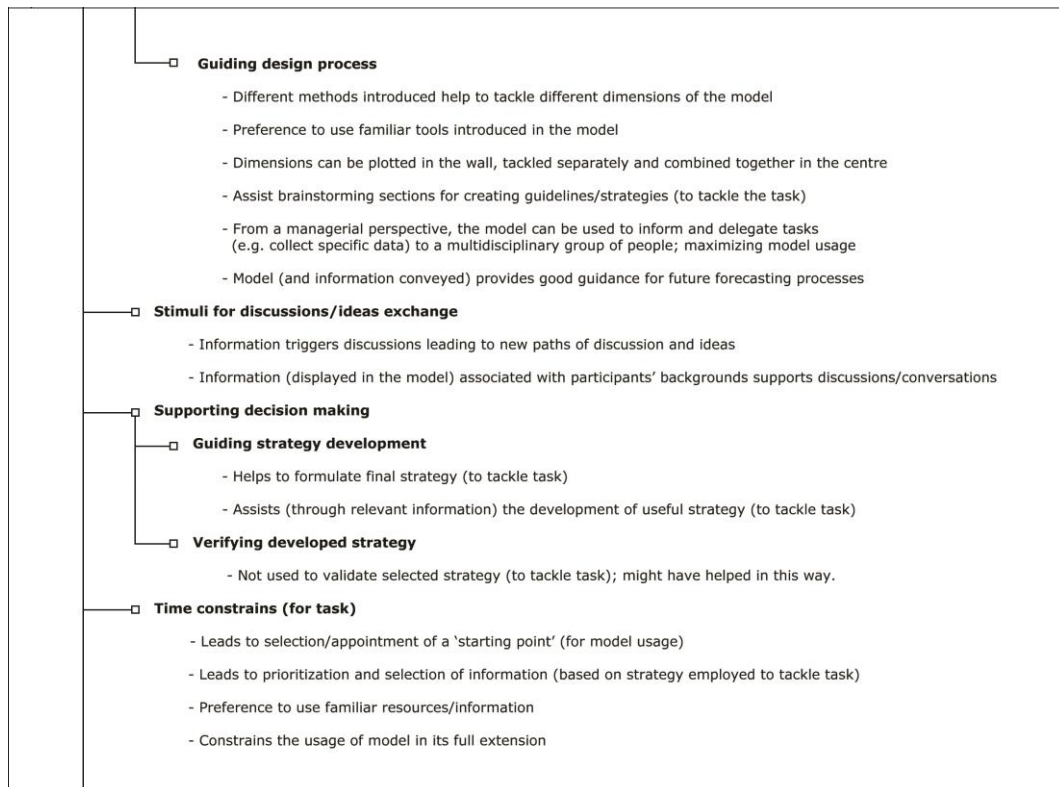 Guiding design process
- Different methods introduced help to tackle different dimensions of the model
- Preference to use familiar tools introduced in the model
- Dimensions can be plotted in the wall, tackled separately and combined together in the centre
- Assist brainstorming sections for creating guidelines/strategies (to tackle the task)
- From a managerial perspective, the model can be used to inform and delegate tasks
(e.g. collect specific data) to a multidisciplinary group of people; maximizing model usage
- Model (and information conveyed) provides good guidance for future forecasting processes
Stimuli for discussions/ideas exchange
- Information triggers discussions leading to new paths of discussion and ideas
- Information (displayed in the model) associated with participants’ backgrounds supports discussions/conversations
Supporting decision making
Guiding strategy development
- Helps to formulate final strategy (to tackle task)
- Assists (through relevant information) the development of useful strategy (to tackle task)
Verifying developed strategy
- Not used to validate selected strategy (to tackle task); might have helped in this way.
Time constrains (for task)
- Leads to selection/appointment of a ‘starting point’ (for model usage)
- Leads to prioritization and selection of information (based on strategy employed to tackle task)
- Preference to use familiar resources/information
- Constrains the usage of model in its full extension